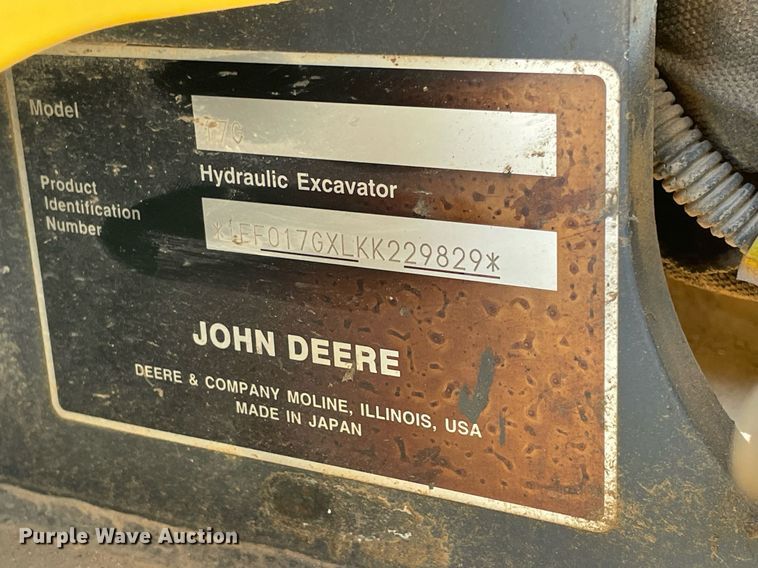 Model
17G
Hydraulic Excavator
Product
Identification
Number
*1FF017GXLKK229829*
JOHN DEERE
DEERE & COMPANY MOLINE, ILLINOIS, USA
MADE IN JAPAN
Purple Wave Auction